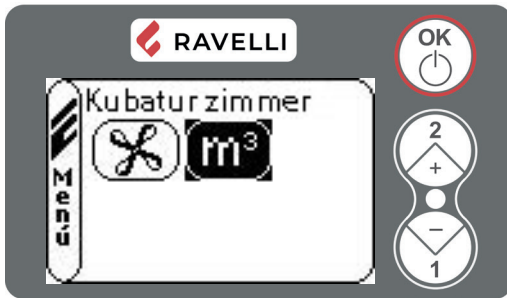 RAVELLI
OK
Kubaturzimmer
m³
Menú
2
+
−
1